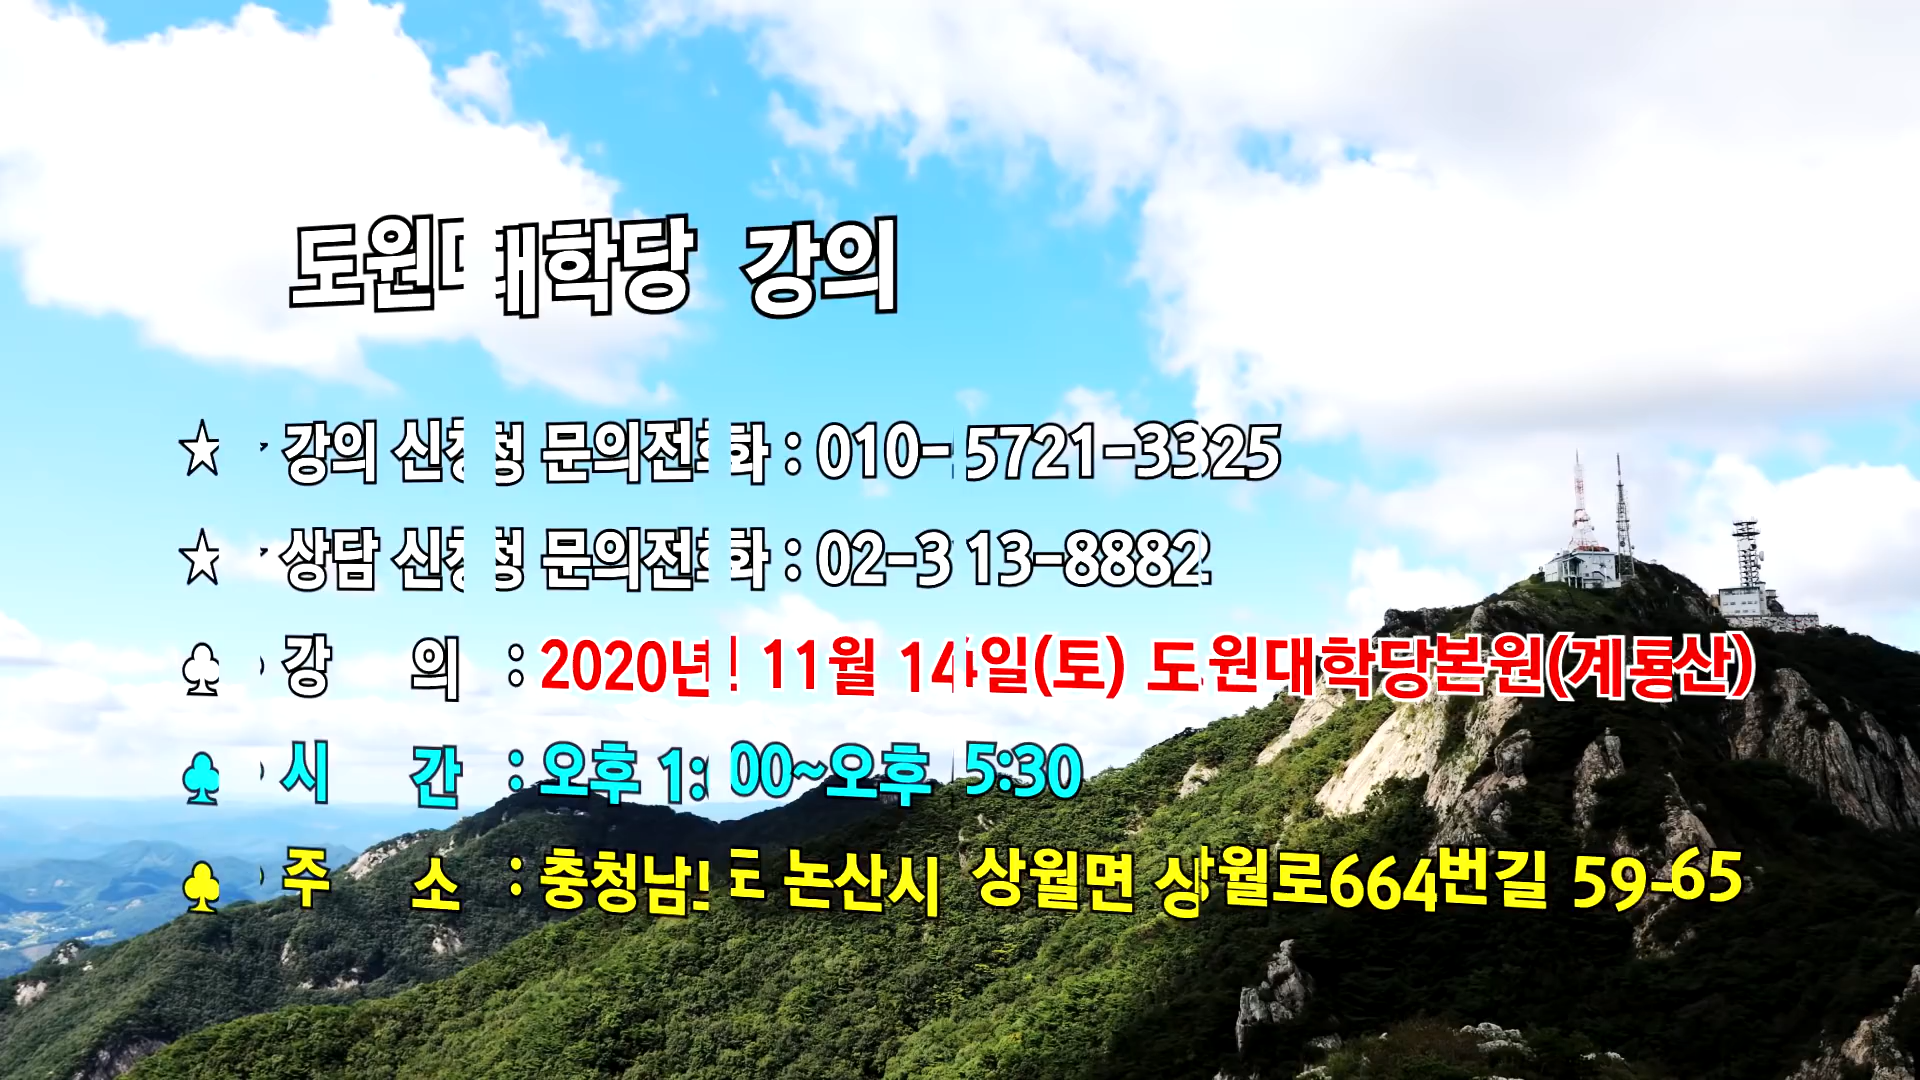 도원대학당 강의
★ 강의 신청 문의전화 : 010-5721-3325
★ 상담 신청 문의전화 : 02-313-8882
♣ 강 의 : 2020년 11월 14일(토) 도원대학당본원(계룡산)
♣ 시 간 : 오후 1:00~오후 5:30
♣ 주 소 : 충청남도 논산시 상월면 상월로664번길 59-65